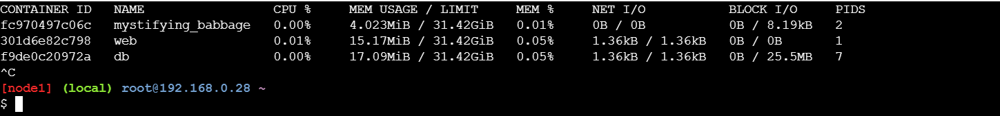 CONTAINER ID   NAME                 CPU %     MEM USAGE / LIMIT     MEM %     NET I/O           BLOCK I/O     PIDS
fc970497c06c   mystifying_babbage   0.00%     4.023MiB / 31.42GiB   0.01%     0B / 0B           0B / 8.19kB   2
301d6e82c798   web                  0.01%     15.17MiB / 31.42GiB   0.05%     1.36kB / 1.36kB   0B / 0B       1
f9de0c20972a   db                   0.00%     17.09MiB / 31.42GiB   0.05%     1.36kB / 1.36kB   0B / 25.5MB   7
^C
[node1] (local) root@192.168.0.28 ~
$